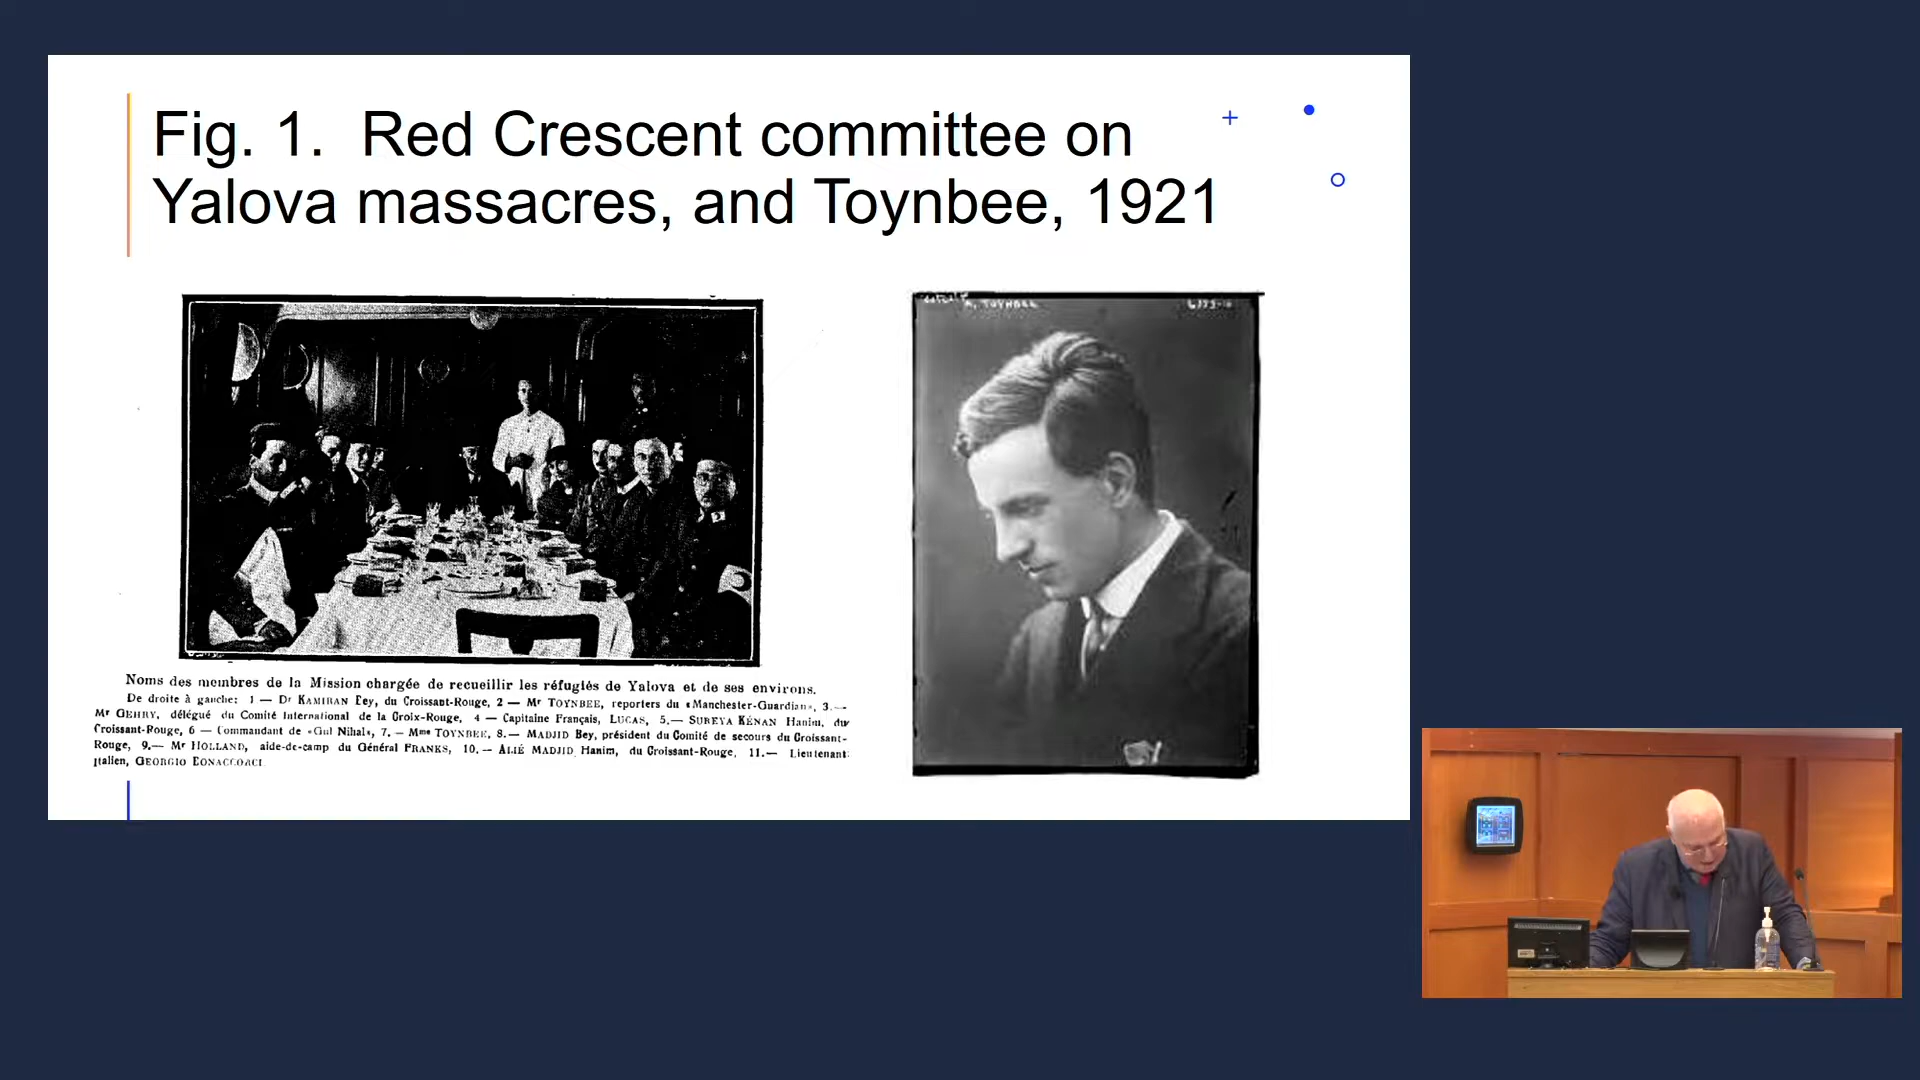 Fig. 1. Red Crescent committee on
Yalova massacres, and Toynbee, 1921
A. TOYNBEE
Noms des membres de la Mission chargée de recueillir les réfugiés de Yalova et de ses environs.
De droite à gauche: 1 — Dr KAMIRAN Bey, du Croissant-Rouge, 2 — Mr TOYNBEE, reporters du «Manchester-Guardian», 3.—
Mr GEHRY, délégué du Comité International de la Croix-Rouge, 4 — Capitaine Français, LUCAS, 5.— SUREYA KÉNAN Hanim, du
Croissant-Rouge, 6 — Commandant de «Gul Nihal», 7. — Mme TOYNBEE, 8.— MADJID Bey, président du Comité de secours du Croissant-
Rouge, 9.— Mr HOLLAND, aide-de-camp du Général FRANKS, 10. — ALIÉ MADJID Hanim, du Croissant-Rouge, 11.— Lieutenant
Italien, GEORGIO BONACCORCI